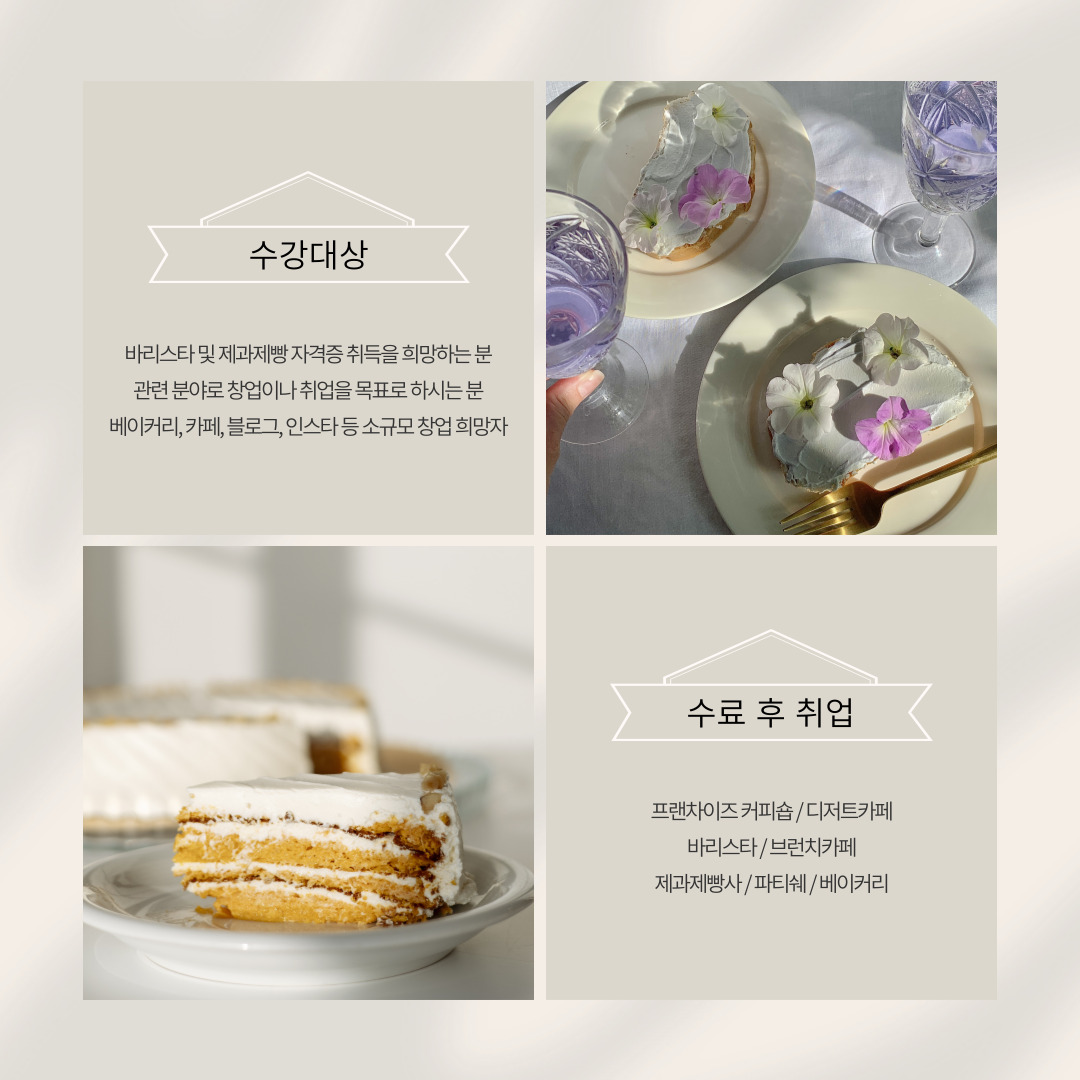 수강대상
바리스타 및 제과제빵 자격증 취득을 희망하는 분
관련 분야로 창업이나 취업을 목표로 하시는 분
베이커리, 카페, 블로그, 인스타 등 소규모 창업 희망자
수료 후 취업
프랜차이즈 커피숍 / 디저트카페
바리스타 / 브런치카페
제과제빵사 / 파티쉐 / 베이커리